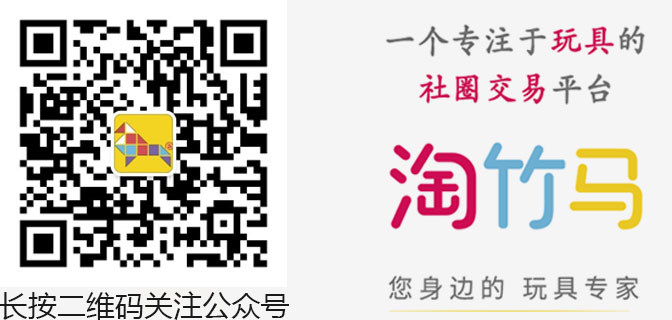 长按二维码关注公众号
一个专注于玩具的
社圈交易平台
淘竹马
您身边的 玩具专家